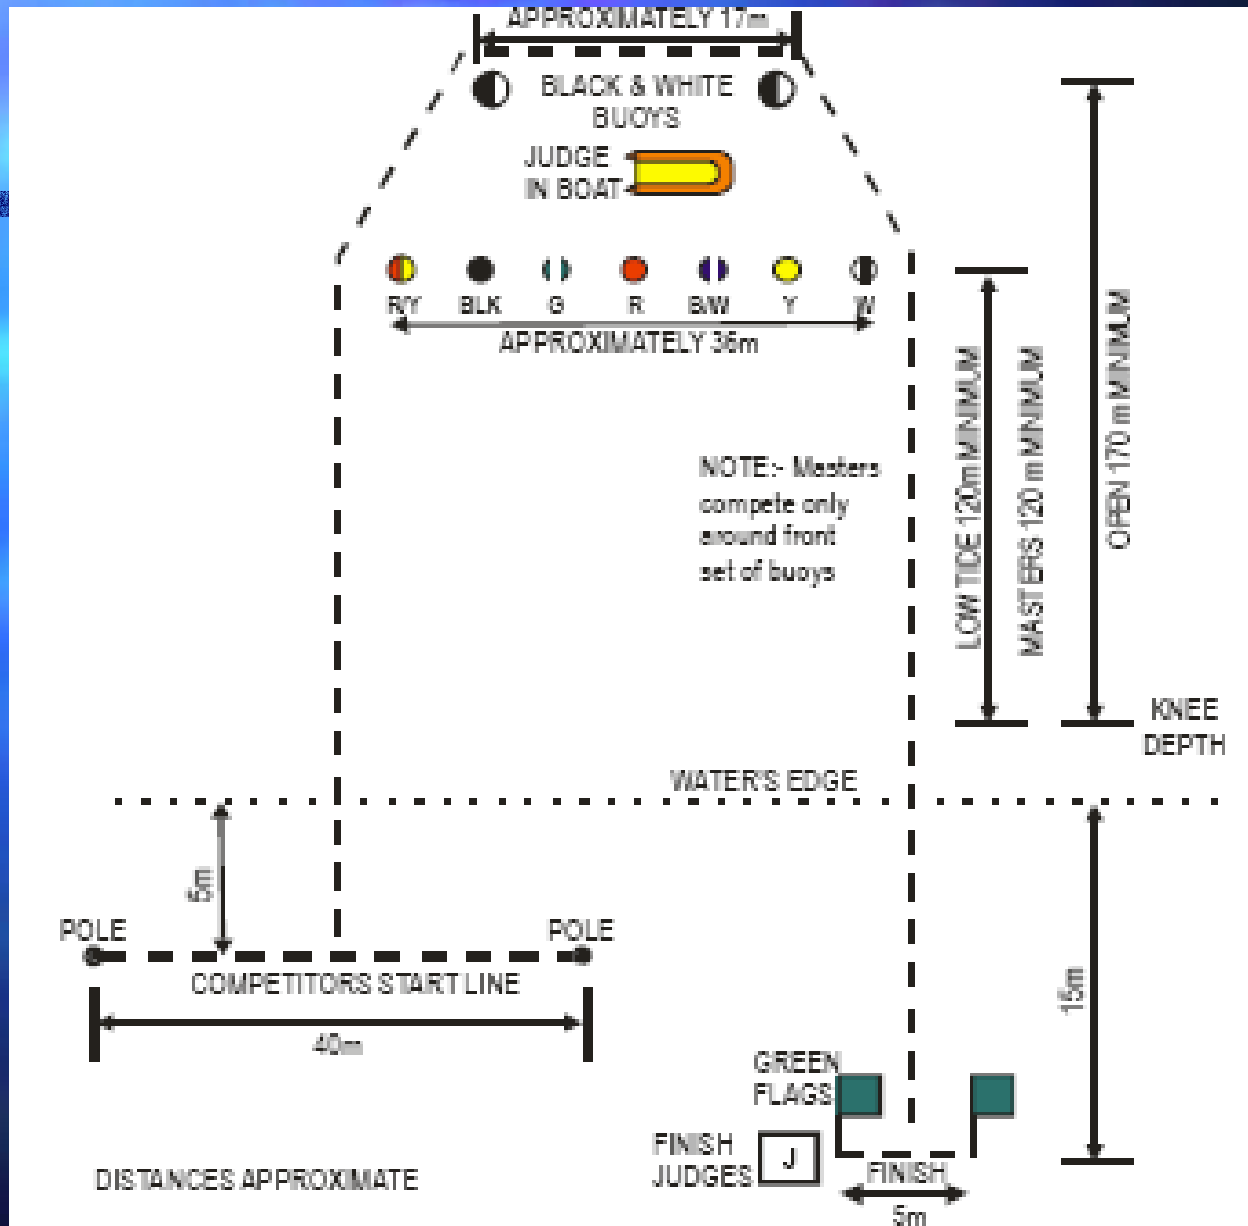 APPROXIMATELY 17m
BLACK & WHITE
BUOYS
JUDGE
IN BOAT
R/Y BLK G R B/W Y W
APPROXIMATELY 36m
NOTE:- Masters
compete only
around front
set of buoys
LOW TIDE 120m MINIMUM
MASTERS 120 m MINIMUM
OPEN 170 m MINIMUM
KNEE
DEPTH
WATER'S EDGE
5m
POLE
POLE
COMPETITORS START LINE
40m
15m
GREEN
FLAGS
FINISH
JUDGES
J
FINISH
5m
DISTANCES APPROXIMATE